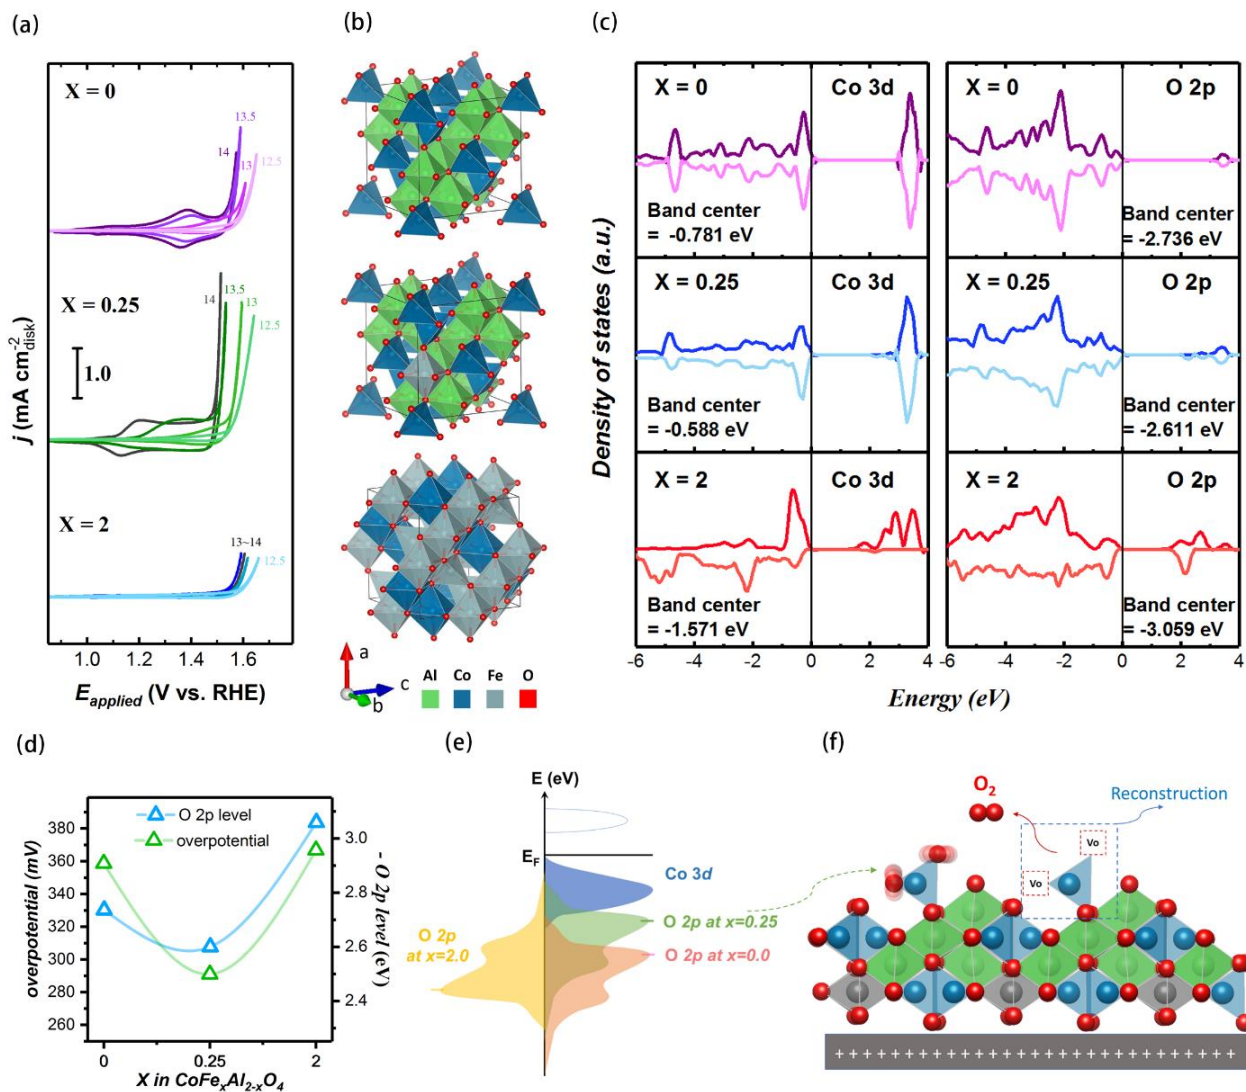 (a)
X = 0
13.5
14
12.5
13
X = 0.25
14
13.5
13
12.5
1.0
X = 2
13~14
12.5
j (mA cm⁻²disk)
1.0
1.2
1.4
1.6
Eapplied (V vs. RHE)
(b)
a
c
b
Al
Co
Fe
O
(c)
X = 0
Co 3d
Band center
= -0.781 eV
X = 0
O 2p
Band center
= -2.736 eV
X = 0.25
Co 3d
Band center
= -0.588 eV
X = 0.25
O 2p
Band center
= -2.611 eV
X = 2
Co 3d
Band center
= -1.571 eV
X = 2
O 2p
Band center
= -3.059 eV
Density of states (a.u.)
-6
-4
-2
0
2
4
-6
-4
-2
0
2
4
Energy (eV)
(d)
O 2p level
overpotential
380
360
330
320
300
280
260
overpotential (mV)
3.0
2.8
2.6
2.4
- O 2p level (eV)
0
0.25
2
X in CoFexAl2-xO4
(e)
E (eV)
EF
Co 3d
O 2p at x=0.25
O 2p
at x=2.0
O 2p at x=0.0
(f)
O2
Reconstruction
Vo
Vo
+ + + + + + + + + + + + + + + + + + + + + + + + + + + + +